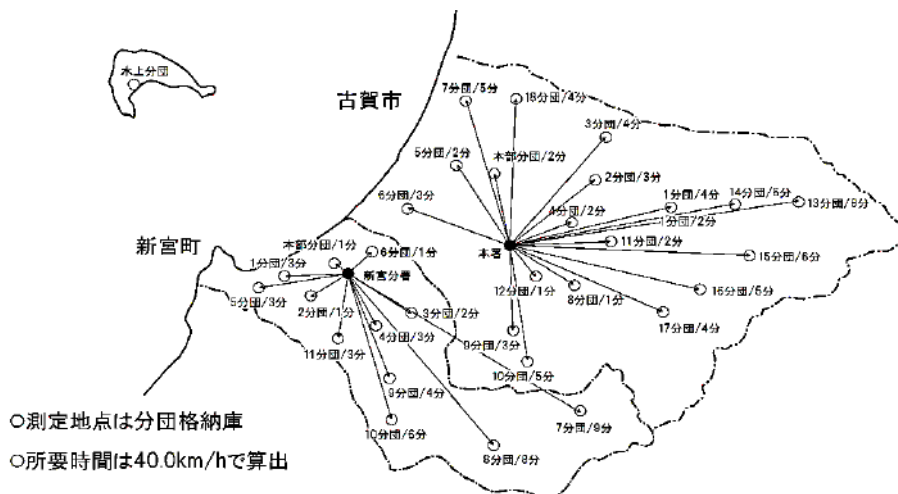 水上分団
古賀市
7分団/5分
18分団/4分
3分団/4分
5分団/2分
本部分団/2分
2分団/3分
6分団/3分
1分団/4分
14分団/5分
13分団/8分
4分団/2分
分団/2分
11分団/2分
本署
15分団/6分
新宮町
本部分団/1分
6分団/1分
1分団/3分
新宮分署
12分団/1分
8分団/1分
16分団/5分
5分団/3分
2分団/1分
3分団/2分
17分団/4分
4分団/3分
11分団/3分
9分団/3分
10分団/5分
9分団/4分
7分団/9分
10分団/6分
8分団/8分
○測定地点は分団格納庫
○所要時間は40.0km/hで算出